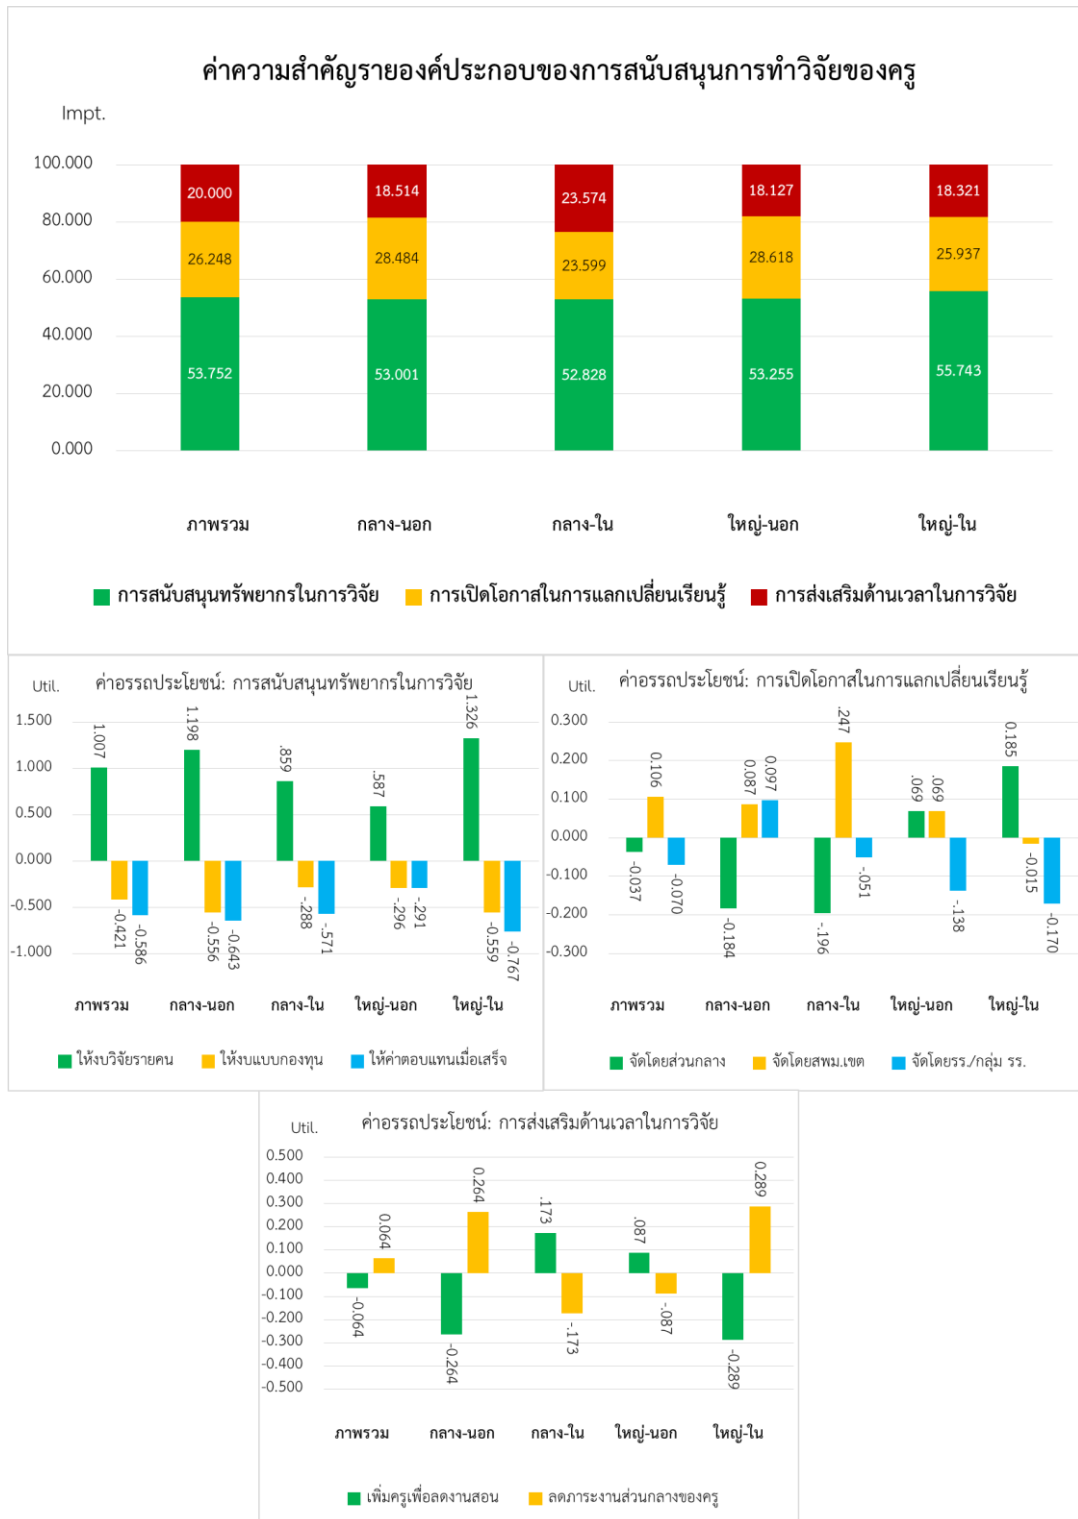 ค่าความสำคัญรายองค์ประกอบของการสนับสนุนการทำวิจัยของครู
Impt.
100.000
80.000
60.000
40.000
20.000
0.000
20.000 18.514 23.574 18.127 18.321
26.248 28.484 23.599 28.618 25.937
53.752 53.001 52.828 53.255 55.743
ภาพรวม กลาง-นอก กลาง-ใน ใหญ่-นอก ใหญ่-ใน
การสนับสนุนทรัพยากรในการวิจัย การเปิดโอกาสในการแลกเปลี่ยนเรียนรู้ การส่งเสริมด้านเวลาในการวิจัย
Util. ค่าอรรถประโยชน์: การสนับสนุนทรัพยากรในการวิจัย
1.500
1.000
0.500
0.000
-0.500
-1.000
1.007 1.198 .859 .587 1.326
-0.421 -0.586 -0.556 -0.643 -.288 -.571 -.296 -.291 -0.559 -0.767
ภาพรวม กลาง-นอก กลาง-ใน ใหญ่-นอก ใหญ่-ใน
ให้งบวิจัยรายคน ให้งบแบบกองทุน ให้ค่าตอบแทนเมื่อเสร็จ
Util. ค่าอรรถประโยชน์: การเปิดโอกาสในการแลกเปลี่ยนเรียนรู้
0.300
0.200
0.100
0.000
-0.100
-0.200
-0.300
0.106 0.087 0.097 .247 .069 .069 0.185
-0.037 -0.070 -0.184 -.196 -.051 -.138 -0.015 -0.170
ภาพรวม กลาง-นอก กลาง-ใน ใหญ่-นอก ใหญ่-ใน
จัดโดยส่วนกลาง จัดโดยสพม.เขต จัดโดยรร./กลุ่ม รร.
Util. ค่าอรรถประโยชน์: การส่งเสริมด้านเวลาในการวิจัย
0.500
0.400
0.300
0.200
0.100
0.000
-0.100
-0.200
-0.300
-0.400
-0.500
0.064 0.264 .173 .087 0.289
-0.064 -0.264 -.173 -.087 -0.289
ภาพรวม กลาง-นอก กลาง-ใน ใหญ่-นอก ใหญ่-ใน
เพิ่มครูเพื่อลดงานสอน ลดภาระงานส่วนกลางของครู